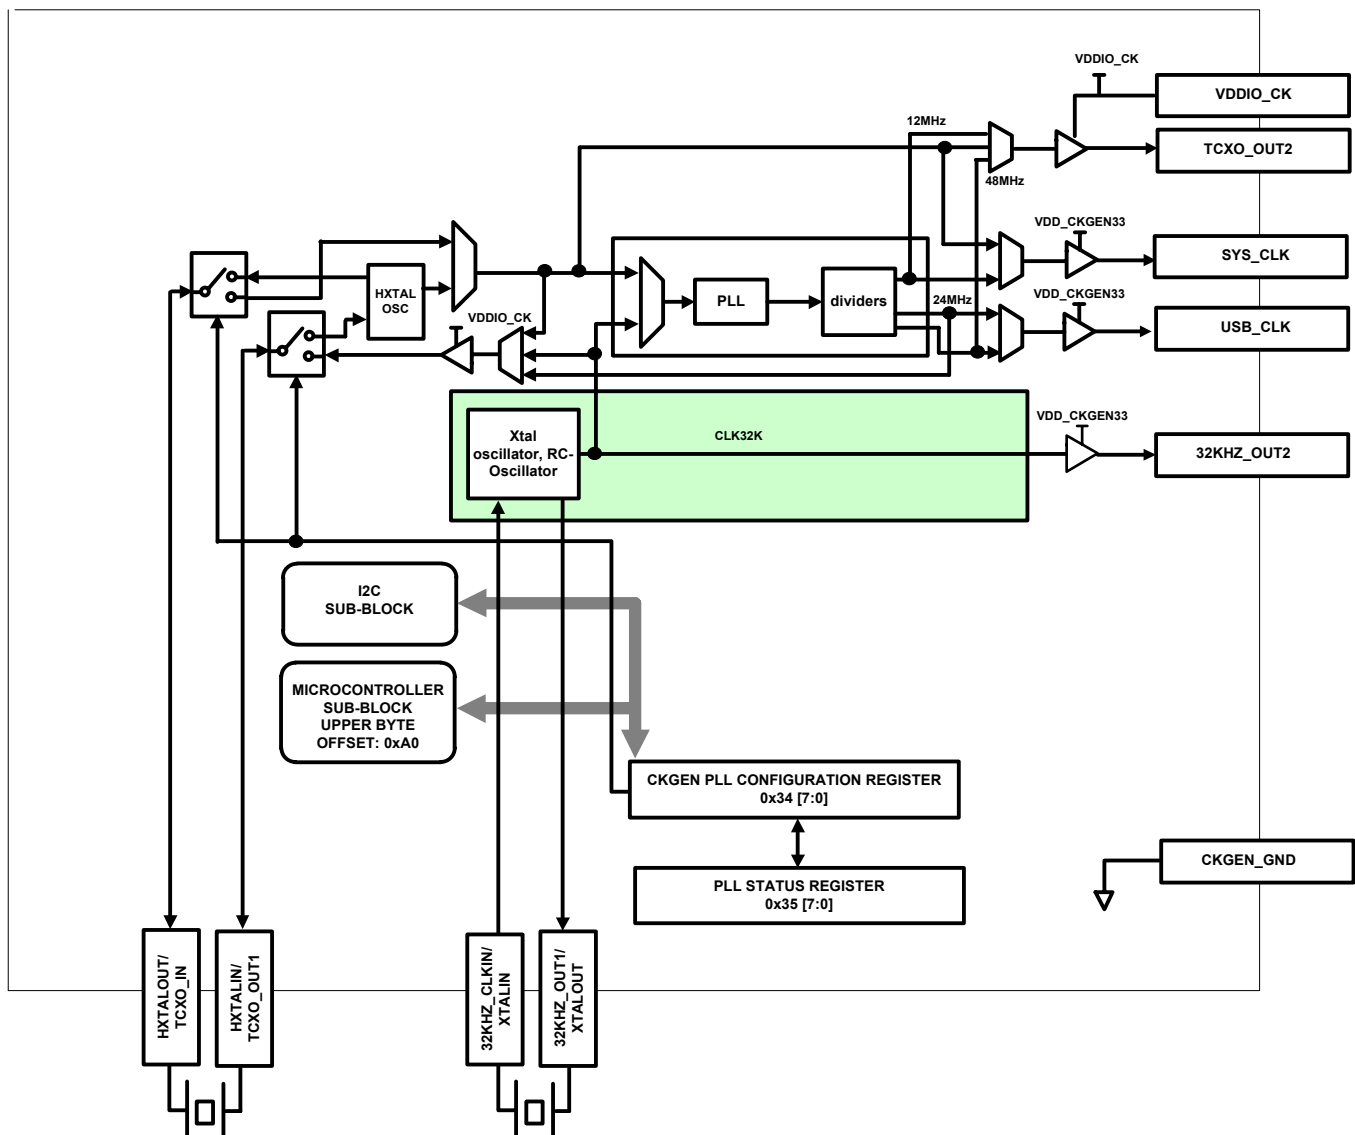 VDDIO_CK
VDDIO_CK
12MHz
TCXO_OUT2
48MHz
VDD_CKGEN33
SYS_CLK
HXTAL
OSC
PLL
dividers
24MHz
VDD_CKGEN33
VDDIO_CK
USB_CLK
Xtal
oscillator, RC-
Oscillator
CLK32K
VDD_CKGEN33
32KHZ_OUT2
I2C
SUB-BLOCK
MICROCONTROLLER
SUB-BLOCK
UPPER BYTE
OFFSET: 0xA0
CKGEN PLL CONFIGURATION REGISTER
0x34 [7:0]
PLL STATUS REGISTER
0x35 [7:0]
CKGEN_GND
HXTALOUT/
TCXO_IN
HXTALIN/
TCXO_OUT1
32KHZ_CLKIN/
XTALIN
32KHZ_OUT1/
XTALOUT